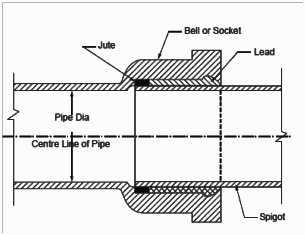 Bell or Socket
Jute
Lead
Pipe Dia
Centre Line of Pipe
Spigot